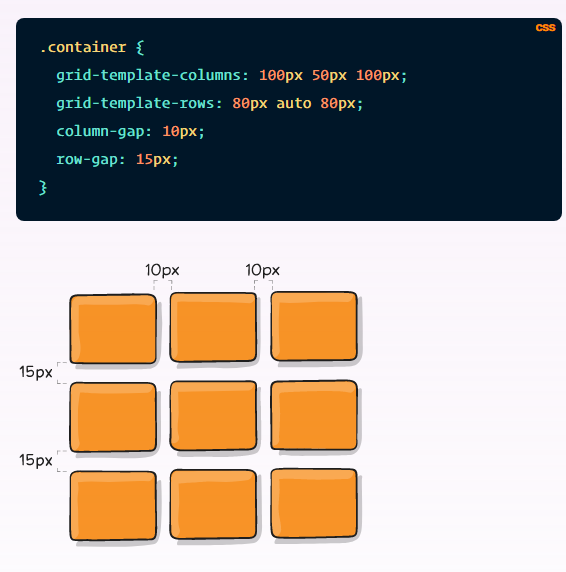 css
.container {
  grid-template-columns: 100px 50px 100px;
  grid-template-rows: 80px auto 80px;
  column-gap: 10px;
  row-gap: 15px;
}
10px 10px
15px
15px